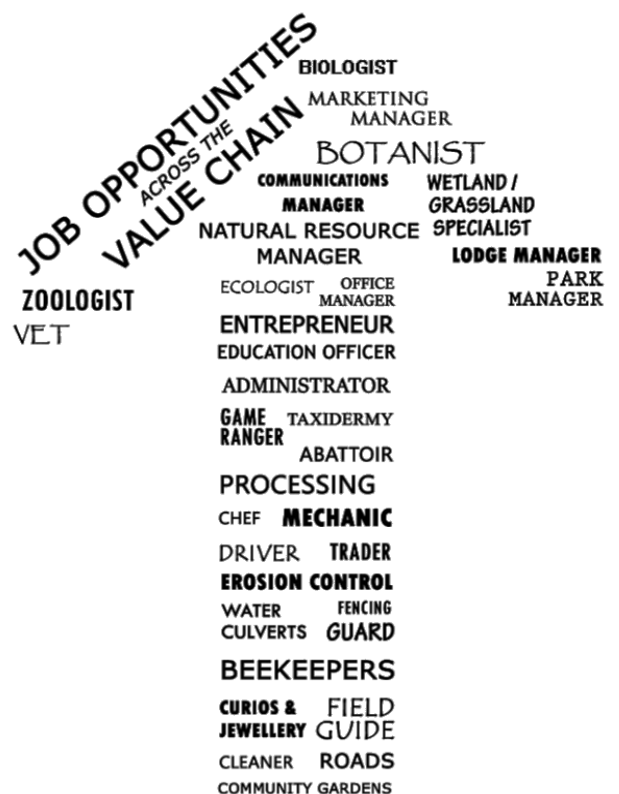 JOB OPPORTUNITIES
ACROSS THE
VALUE CHAIN
BIOLOGIST
MARKETING
MANAGER
BOTANIST
COMMUNICATIONS
MANAGER
WETLAND /
GRASSLAND
SPECIALIST
NATURAL RESOURCE
MANAGER
LODGE MANAGER
PARK
MANAGER
ZOOLOGIST
VET
ECOLOGIST
OFFICE
MANAGER
ENTREPRENEUR
EDUCATION OFFICER
ADMINISTRATOR
GAME
RANGER
TAXIDERMY
ABATTOIR
PROCESSING
CHEF MECHANIC
DRIVER TRADER
EROSION CONTROL
WATER
CULVERTS
FENCING
GUARD
BEEKEEPERS
CURIOS &
JEWELLERY
FIELD
GUIDE
CLEANER ROADS
COMMUNITY GARDENS